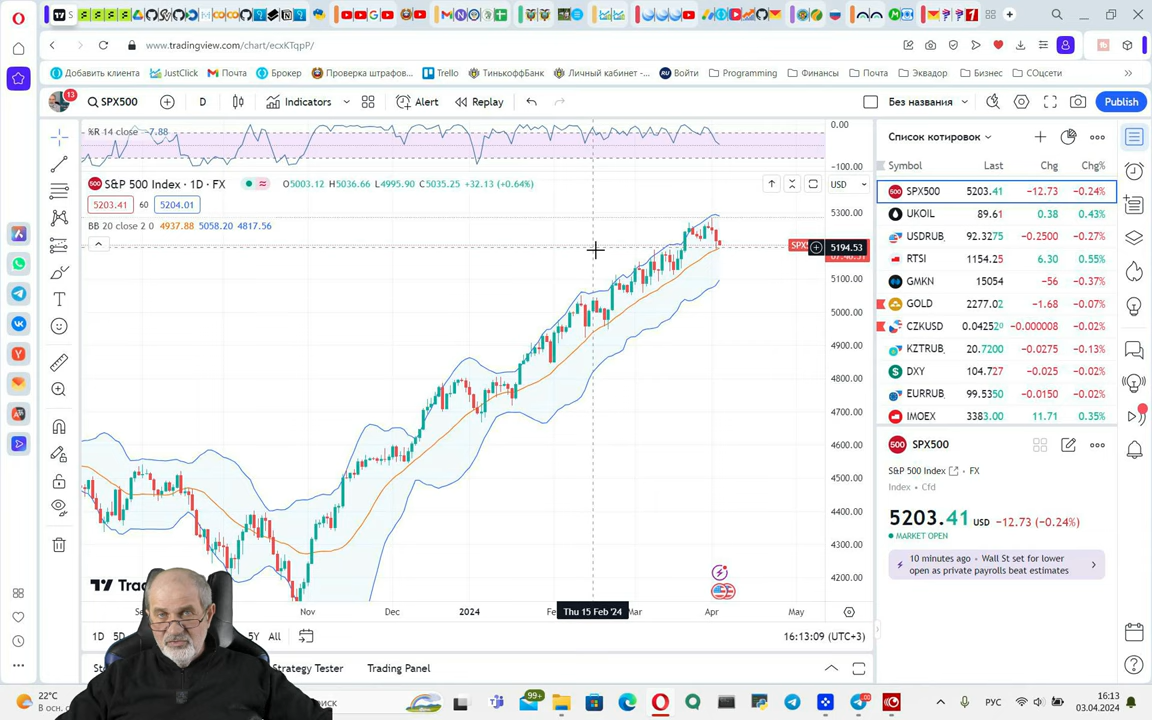 www.tradingview.com/chart/ecxKTqpP/
Добавить клиента JustClick Почта Брокер Проверка штрафов... Trello ТинькоффБанк Личный кабинет -... Войти Programming Финансы Почта Эквадор Бизнес СОцсети
13
SPX500 D Indicators Alert Replay Без названия Publish
%R 14 close −7.88
0.00
−100.00
S&P 500 Index · 1D · FX O5003.12 H5036.66 L4995.90 C5035.25 +32.13 (+0.64%)
USD
5203.41 60 5204.01
BB 20 close 2 0 4937.88 5058.20 4817.56
5300.00
5194.53
5100.00
5000.00
4900.00
4800.00
4700.00
4600.00
4500.00
4400.00
4300.00
4200.00
Nov Dec 2024 Thu 15 Feb '24 Mar Apr May
1D 5D 5Y All
16:13:09 (UTC+3)
Strategy Tester Trading Panel
Список котировок
Symbol Last Chg Chg%
SPX500 5203.41 −12.73 −0.24%
UKOIL 89.61 0.38 0.43%
USDRUB 92.3275 −0.2500 −0.27%
RTSI 1154.25 6.30 0.55%
GMKN 15054 −56 −0.37%
GOLD 2277.02 −1.68 −0.07%
CZKUSD 0.04252 −0.000008 −0.02%
KZTRUB 20.7200 −0.0275 −0.13%
DXY 104.727 −0.025 −0.02%
EURRUB 99.5350 −0.0150 −0.02%
IMOEX 3383.00 11.71 0.35%
500 SPX500
S&P 500 Index · FX
Index · Cfd
5203.41 USD −12.73 (−0.24%)
MARKET OPEN
10 minutes ago · Wall St set for lower
open as private payrolls beat estimates
22°C
99+
РУС
16:13
03.04.2024